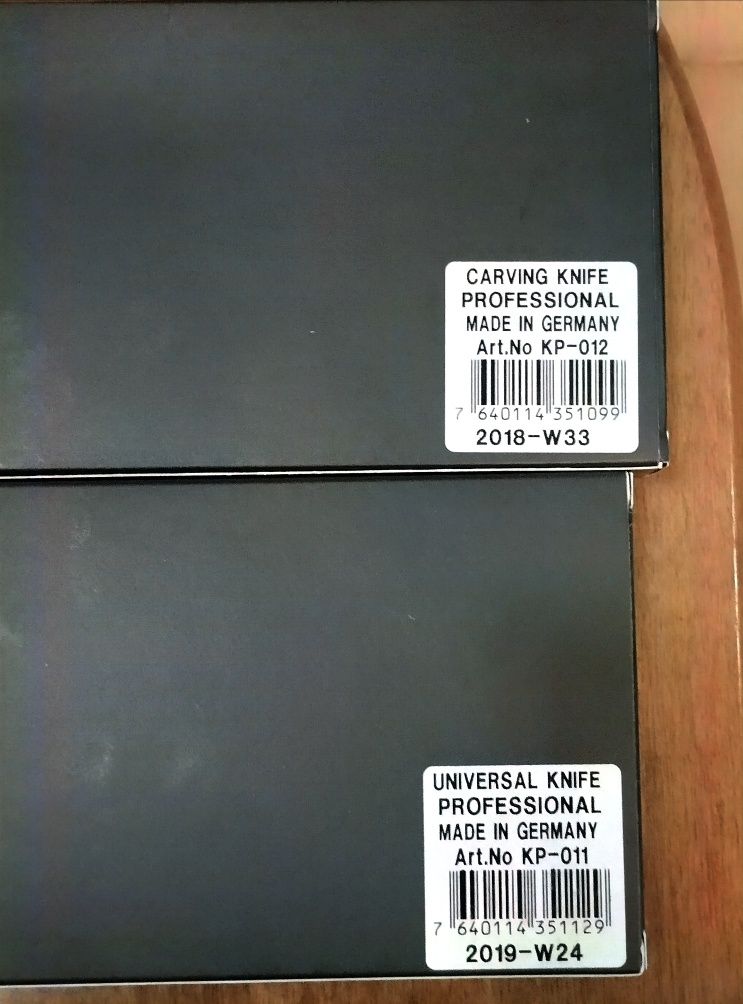 CARVING KNIFE
PROFESSIONAL
MADE IN GERMANY
Art.No KP-012
7 640114 351099
2018-W33
UNIVERSAL KNIFE
PROFESSIONAL
MADE IN GERMANY
Art.No KP-011
7 640114 351129
2019-W24